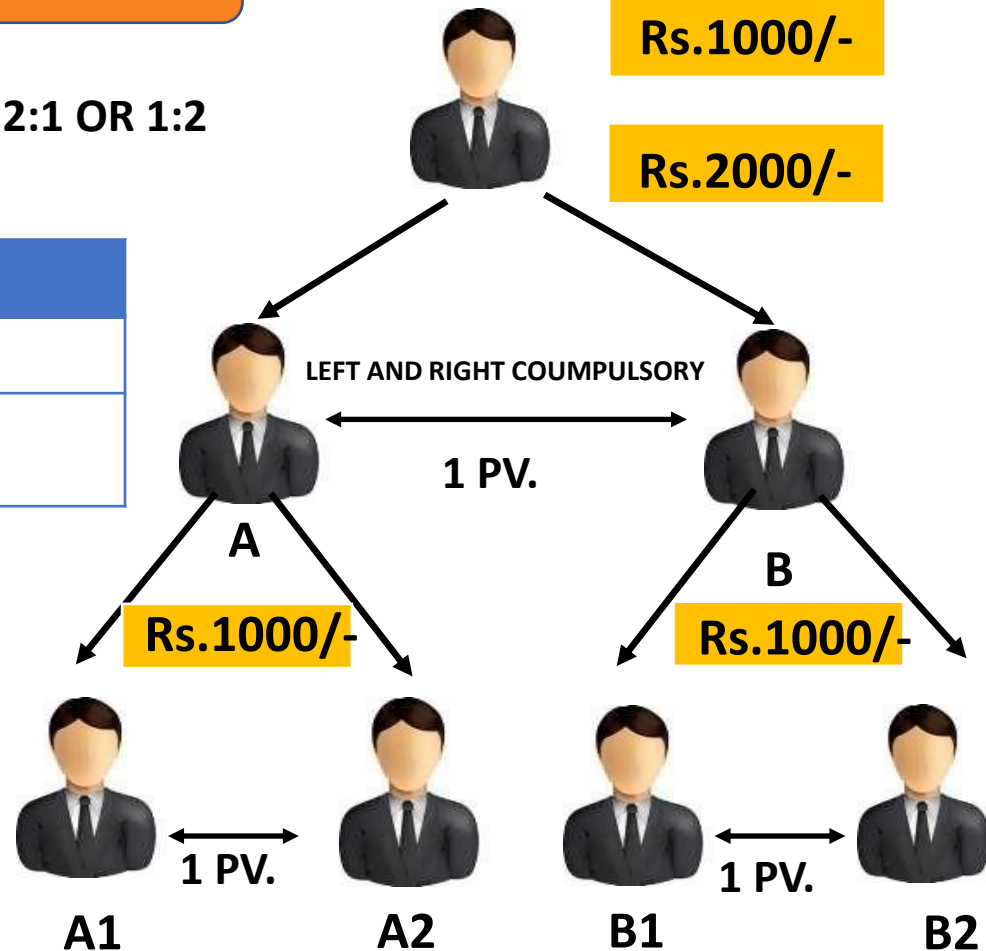 Rs.1000/-
2:1 OR 1:2
Rs.2000/-
LEFT AND RIGHT COUMPULSORY
1 PV.
A
B
Rs.1000/-
Rs.1000/-
1 PV.
1 PV.
A1
A2
B1
B2